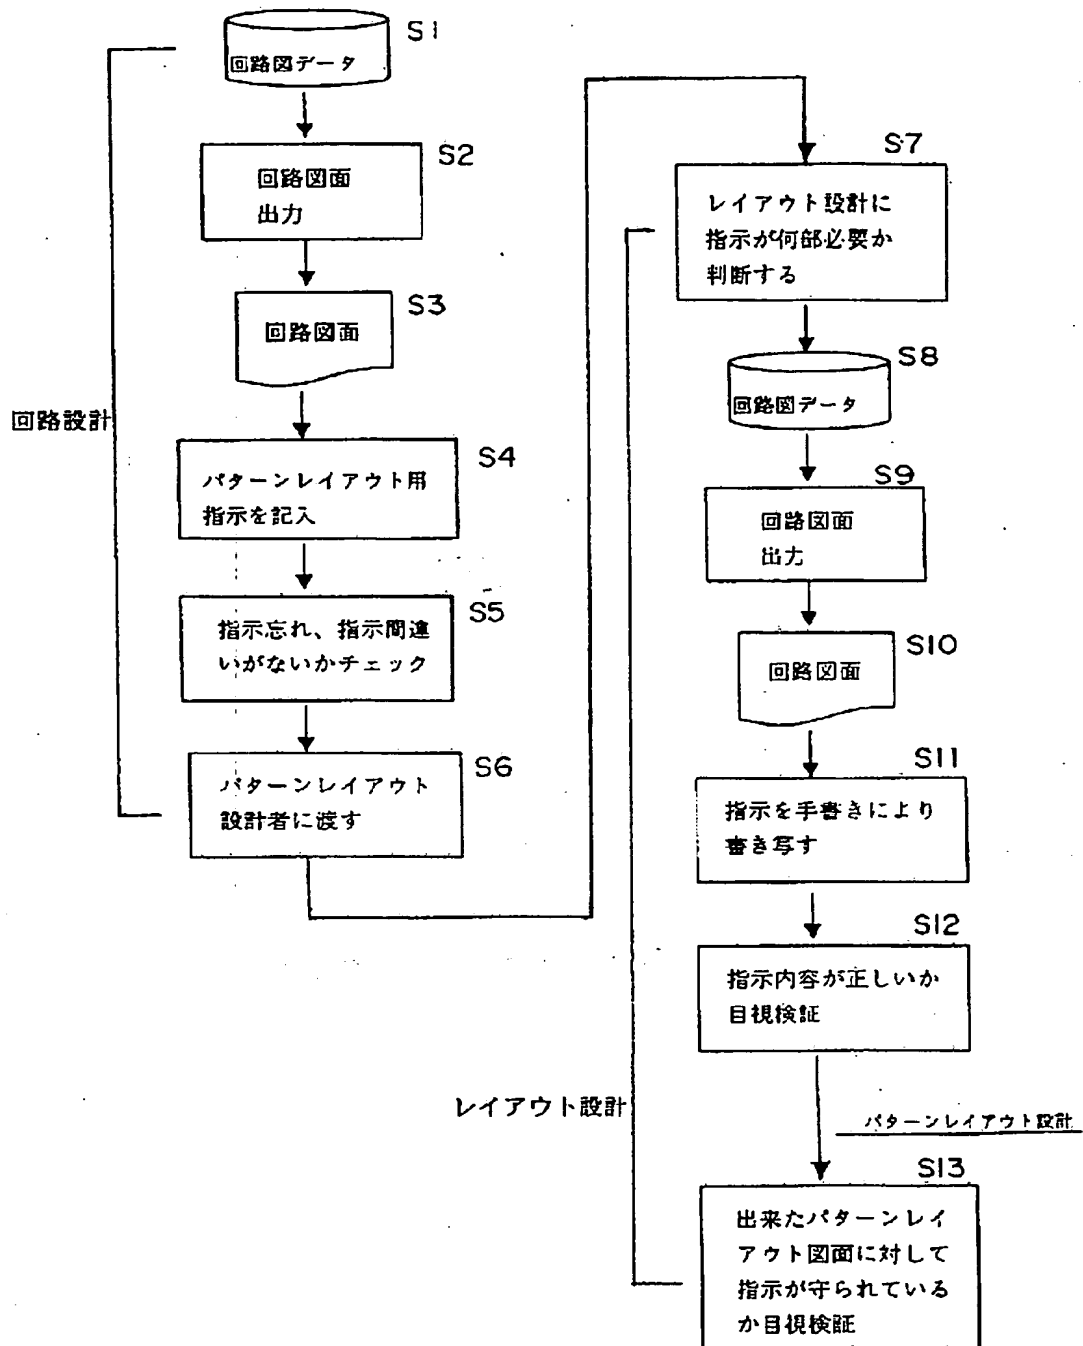 S1
回路図データ
S2
回路図面
出力
S3
回路図面
回路設計
S4
パターンレイアウト用
指示を記入
S5
指示忘れ、指示間違
いがないかチェック
S6
パターンレイアウト
設計者に渡す
S7
レイアウト設計に
指示が何部必要か
判断する
S8
回路図データ
S9
回路図面
出力
S10
回路図面
S11
指示を手書きにより
書き写す
S12
指示内容が正しいか
目視検証
レイアウト設計
パターンレイアウト設計
S13
出来たパターンレイ
アウト図面に対して
指示が守られている
か目視検証